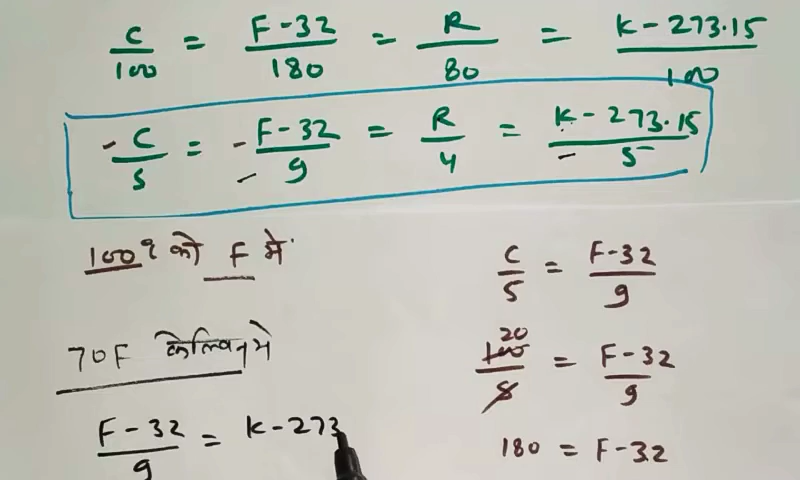 C/100 = F-32/180 = R/80 = K-273.15/100
C/5 = F-32/9 = R/4 = K-273.15/5
100° को F में
70F केल्विन मे
F-32/9 = K-273
C/5 = F-32/9
20
100/5 = F-32/9
180 = F-32